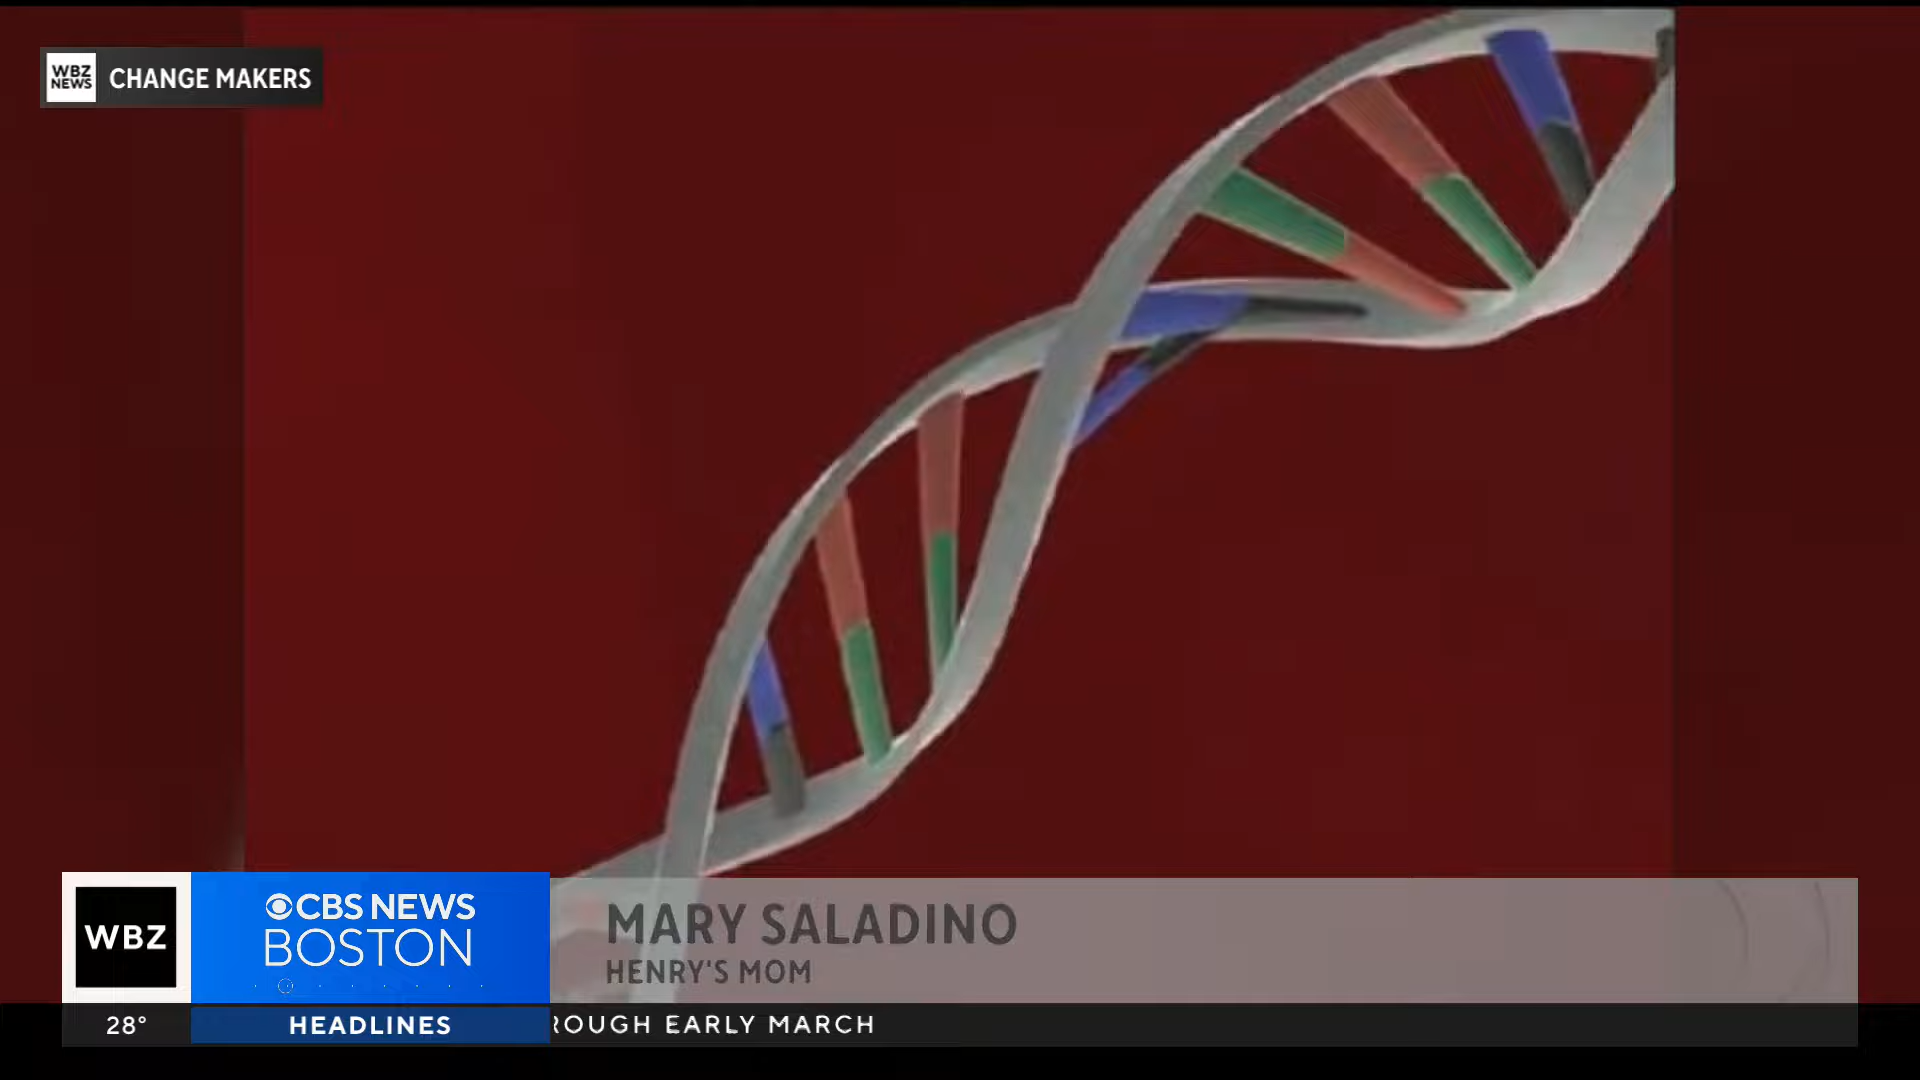 WBZ
NEWS
CHANGE MAKERS
WBZ
CBS NEWS
BOSTON
MARY SALADINO
HENRY'S MOM
28°
HEADLINES
ROUGH EARLY MARCH